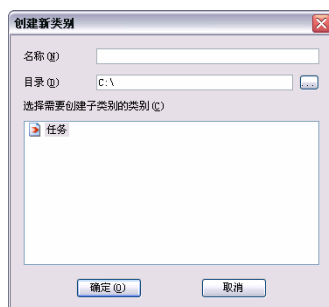 创建新类别
名称(N)
目录(D) C:\ ...
选择需要创建子类别的类别(C)
任务
确定(O) 取消